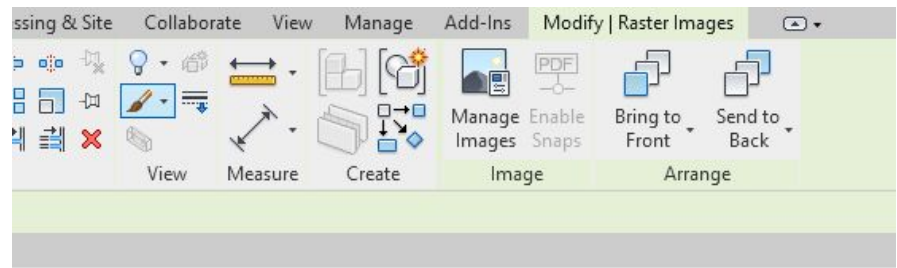 ssing & Site Collaborate View Manage Add-Ins Modify | Raster Images
PDF
Manage Images
Enable Snaps
Bring to Front
Send to Back
View Measure Create Image Arrange